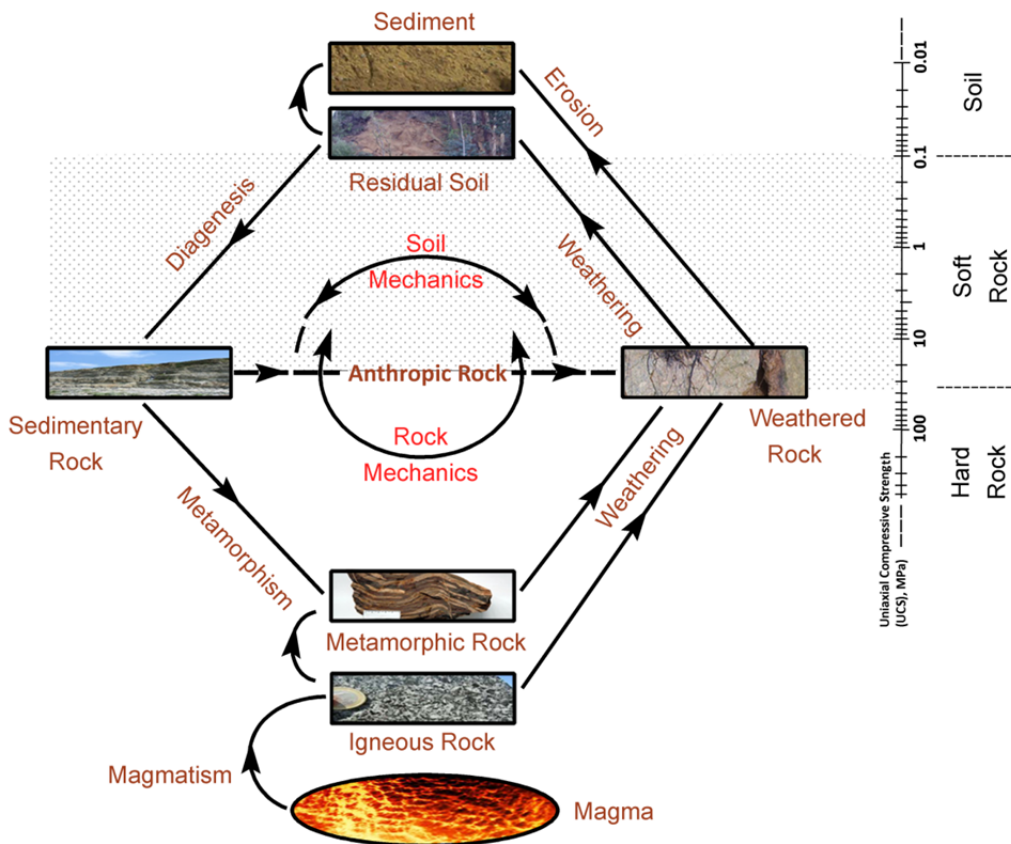 Sediment
Erosion
Residual Soil
Diagenesis
Weathering
Soil
Mechanics
Anthropic Rock
Rock
Mechanics
Sedimentary
Rock
Weathered
Rock
Metamorphism
Weathering
Metamorphic Rock
Igneous Rock
Magmatism
Magma
0.01
0.1
1
10
100
Uniaxial Compressive Strength
(UCS), MPa)
Soil
Soft
Rock
Hard
Rock